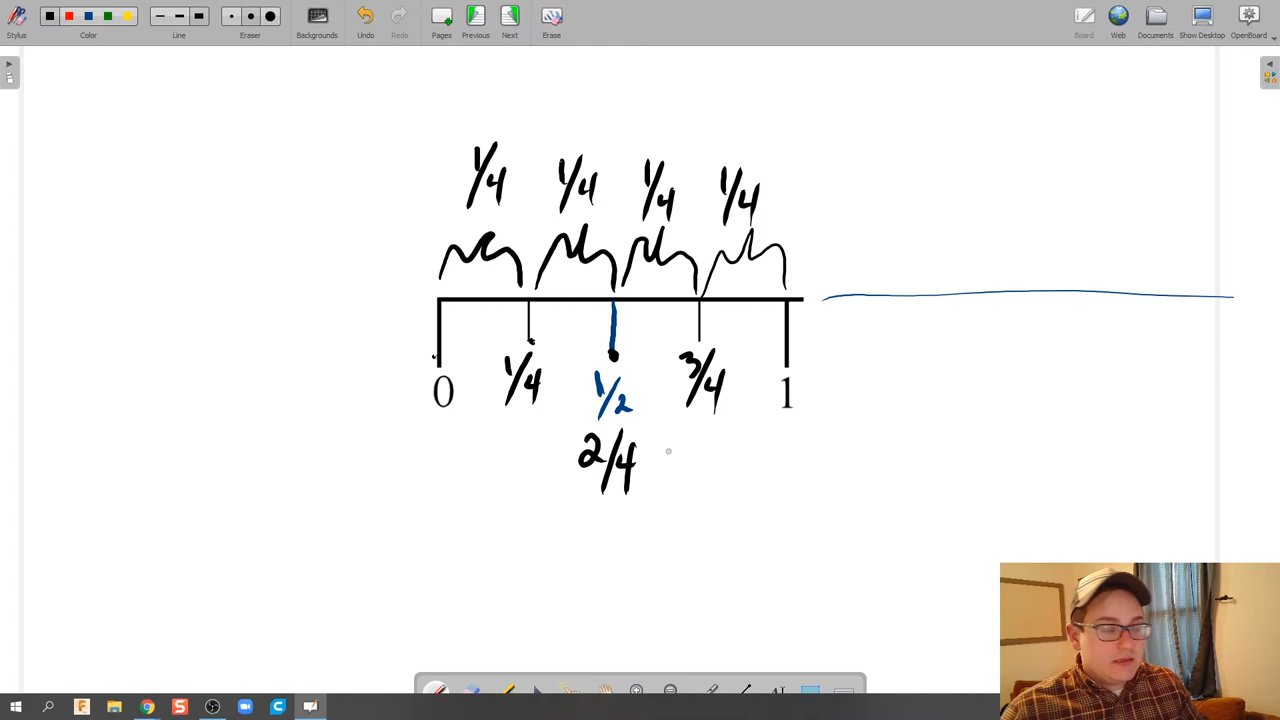 Stylus Color Line Eraser Backgrounds Undo Redo Pages Previous Next Erase Board Web Documents Show Desktop OpenBoard
1/4 1/4 1/4 1/4
0 1/4 1/2 3/4 1
2/4